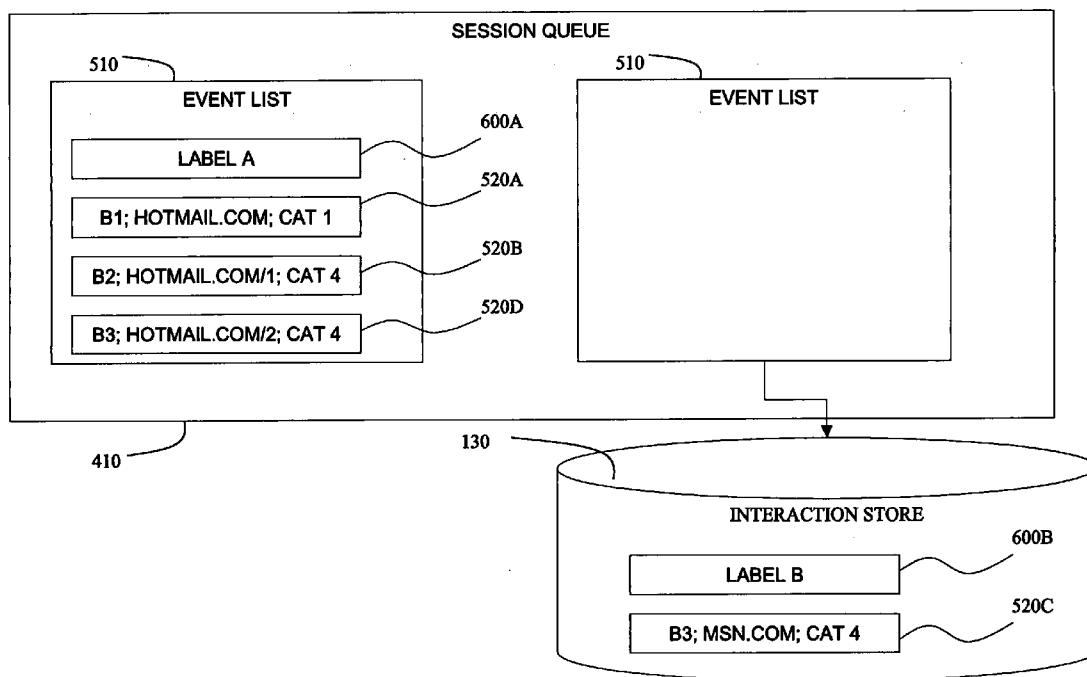 SESSION QUEUE
510
EVENT LIST
LABEL A
600A
B1; HOTMAIL.COM; CAT 1
520A
B2; HOTMAIL.COM/1; CAT 4
520B
B3; HOTMAIL.COM/2; CAT 4
520D
510
EVENT LIST
410
130
INTERACTION STORE
LABEL B
600B
B3; MSN.COM; CAT 4
520C